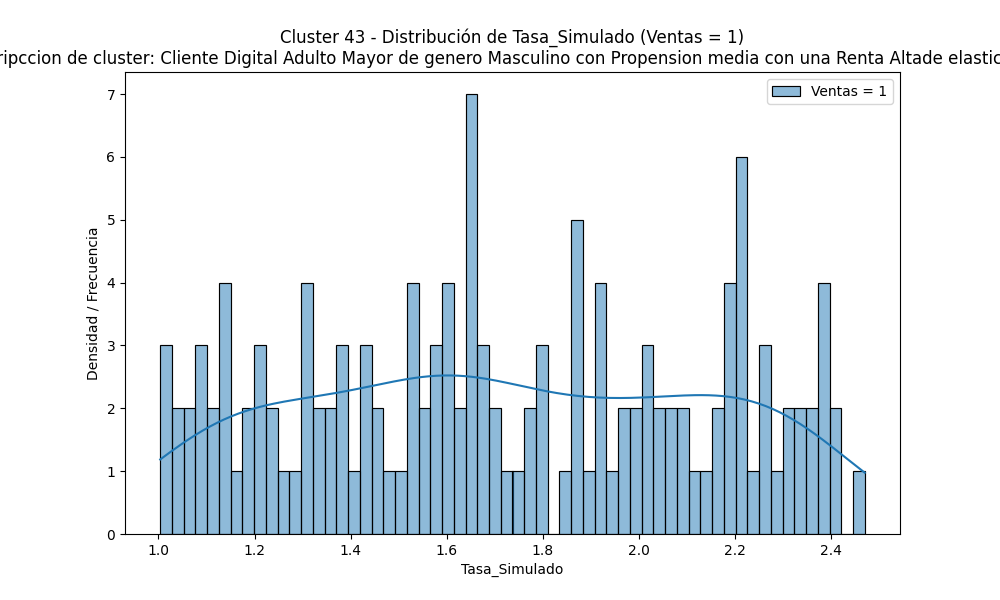 Cluster 43 - Distribución de Tasa_Simulado (Ventas = 1)
ripccion de cluster: Cliente Digital Adulto Mayor de genero Masculino con Propension media con una Renta Altade elastic
Ventas = 1
7
6
5
4
3
2
1
0
Densidad / Frecuencia
1.0 1.2 1.4 1.6 1.8 2.0 2.2 2.4
Tasa_Simulado